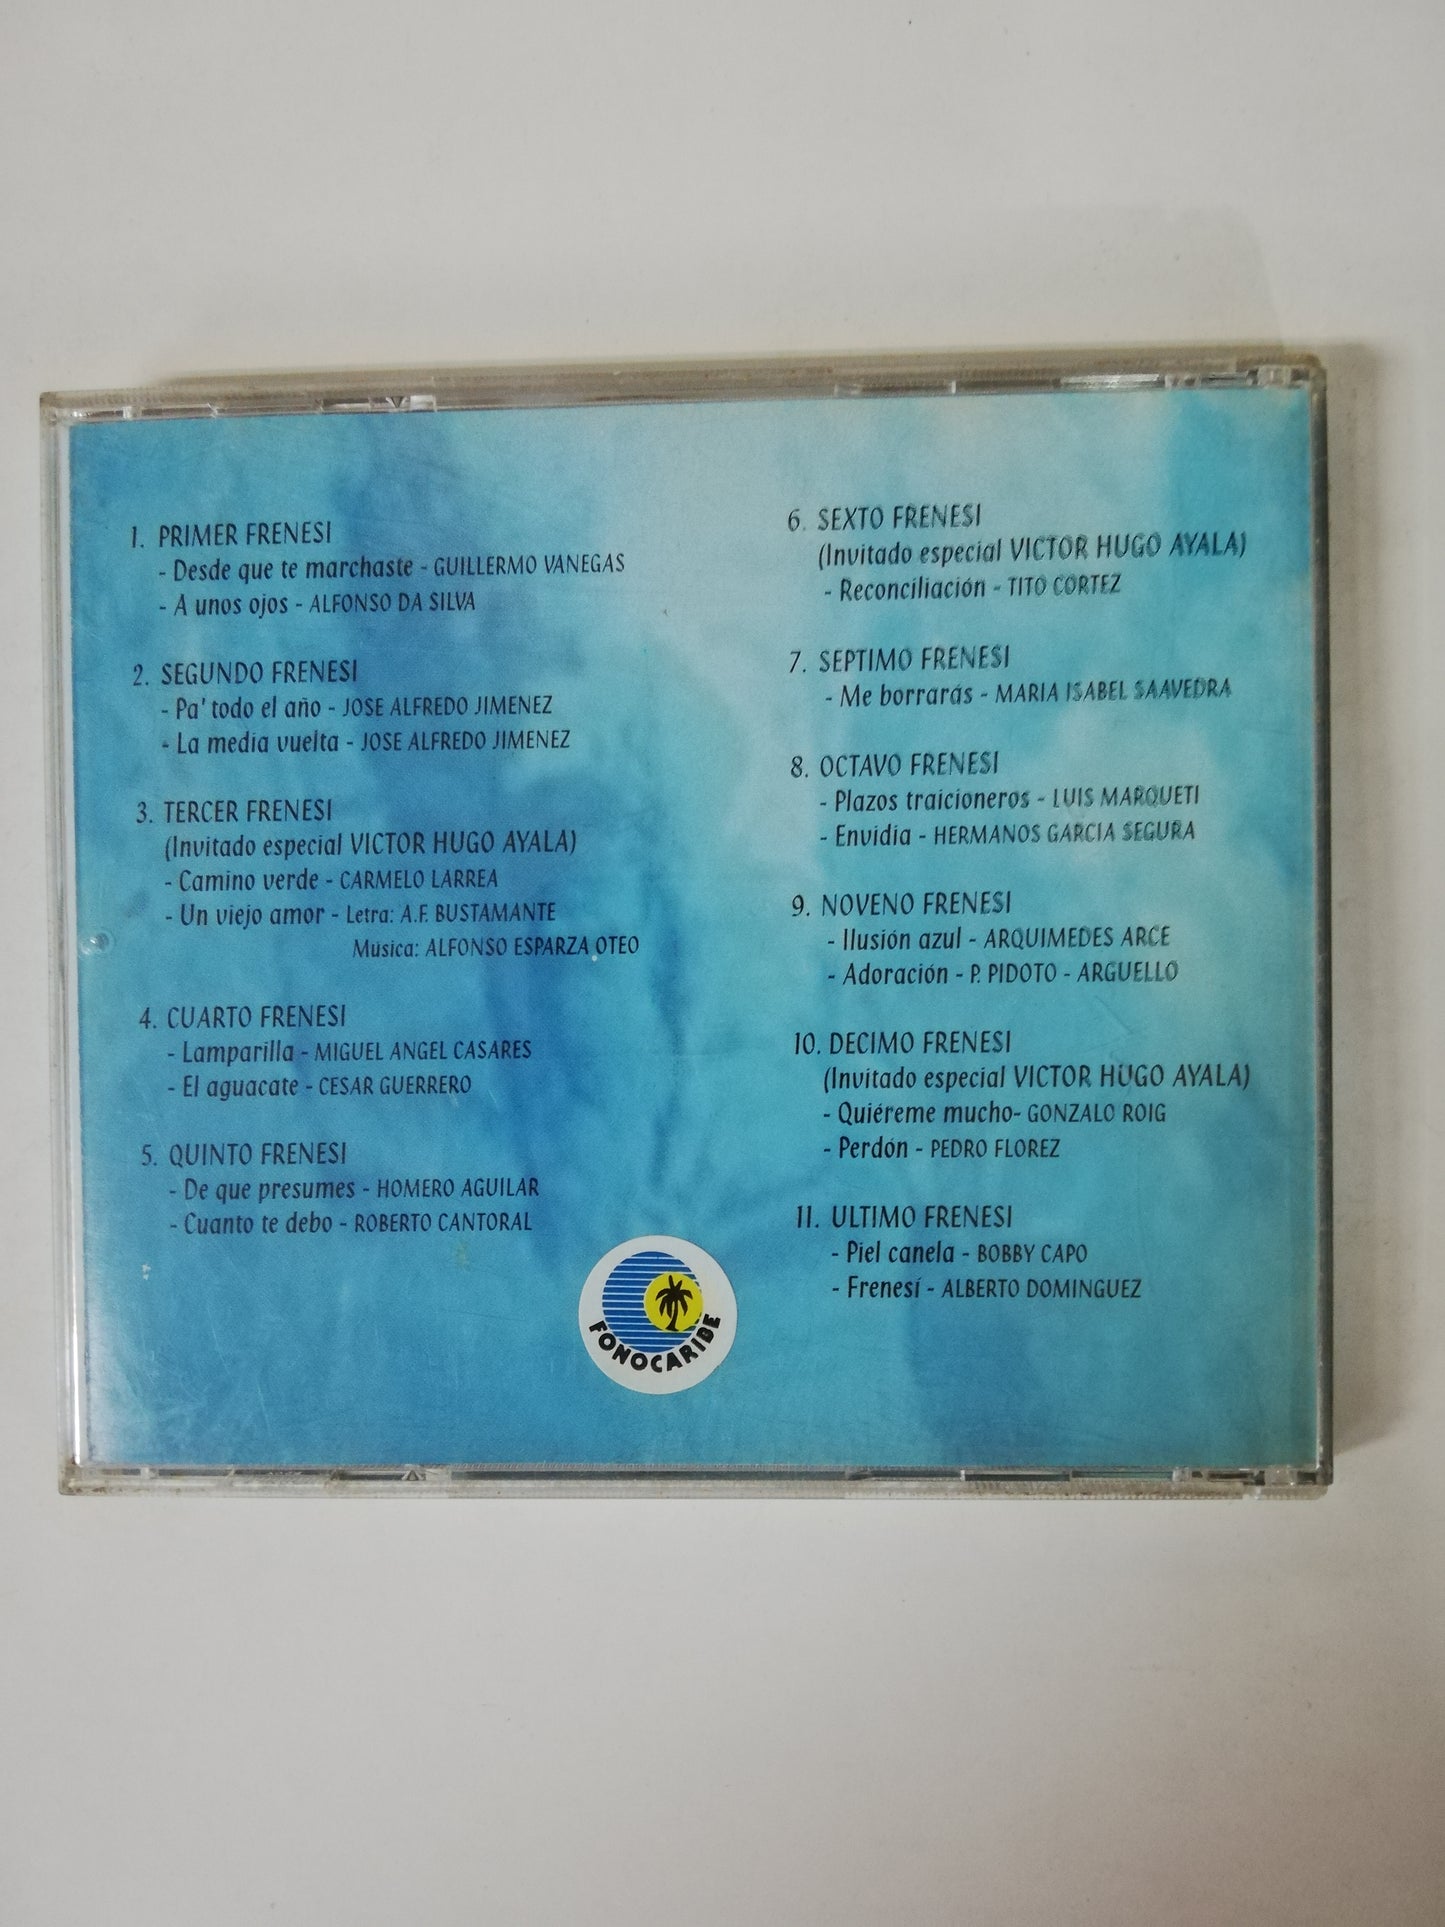 1. PRIMER FRENESI
- Desde que te marchaste - GUILLERMO VANEGAS
- A unos ojos - ALFONSO DA SILVA
2. SEGUNDO FRENESI
- Pa' todo el año - JOSE ALFREDO JIMENEZ
- La media vuelta - JOSE ALFREDO JIMENEZ
3. TERCER FRENESI
(Invitado especial VICTOR HUGO AYALA)
- Camino verde - CARMELO LARREA
- Un viejo amor - Letra: A.F. BUSTAMANTE
Música: ALFONSO ESPARZA OTEO
4. CUARTO FRENESI
- Lamparilla - MIGUEL ANGEL CASARES
- El aguacate - CESAR GUERRERO
5. QUINTO FRENESI
- De que presumes - HOMERO AGUILAR
- Cuanto te debo - ROBERTO CANTORAL
6. SEXTO FRENESI
(Invitado especial VICTOR HUGO AYALA)
- Reconciliación - TITO CORTEZ
7. SEPTIMO FRENESI
- Me borrarás - MARIA ISABEL SAAVEDRA
8. OCTAVO FRENESI
- Plazos traicioneros - LUIS MARQUETI
- Envidia - HERMANOS GARCIA SEGURA
9. NOVENO FRENESI
- Ilusión azul - ARQUIMEDES ARCE
- Adoración - P. PIDOTO - ARGUELLO
10. DECIMO FRENESI
(Invitado especial VICTOR HUGO AYALA)
- Quiéreme mucho- GONZALO ROIG
- Perdón - PEDRO FLOREZ
11. ULTIMO FRENESI
- Piel canela - BOBBY CAPO
- Frenesí - ALBERTO DOMINGUEZ
FONOCARIBE